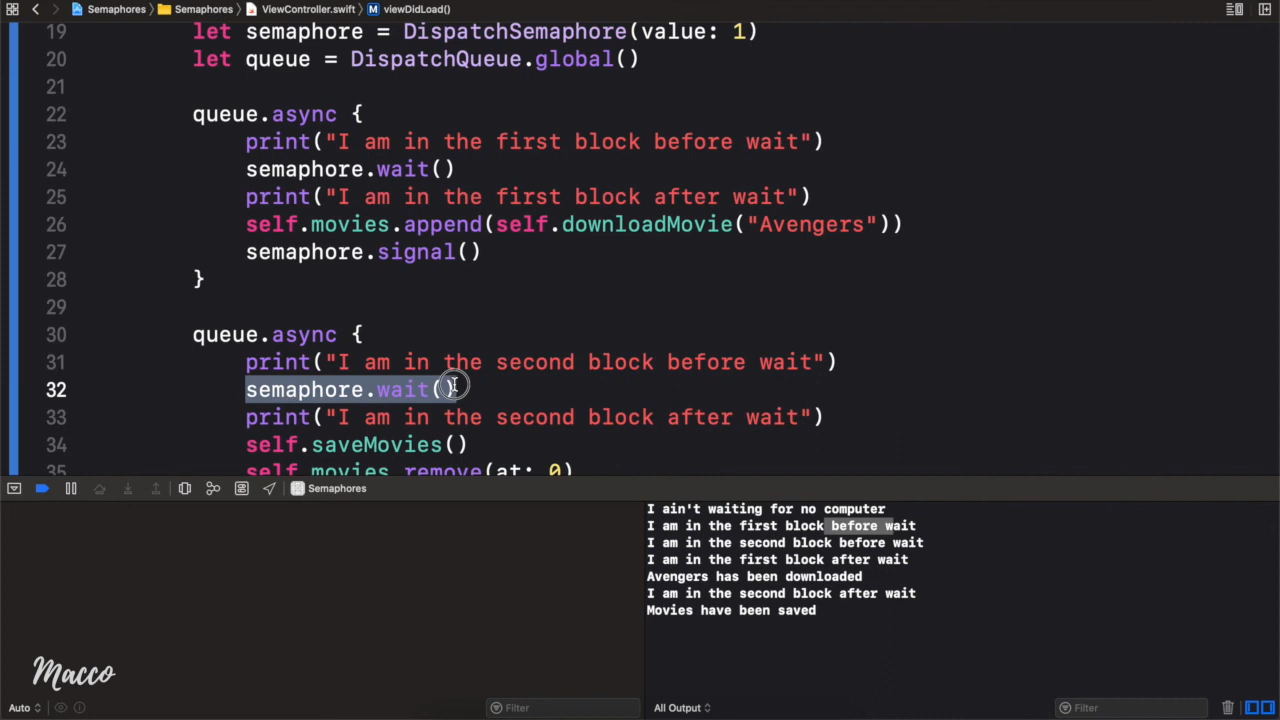 Semaphores Semaphores ViewController.swift M viewDidLoad()
19 let semaphore = DispatchSemaphore(value: 1)
20 let queue = DispatchQueue.global()
21
22 queue.async {
23 print("I am in the first block before wait")
24 semaphore.wait()
25 print("I am in the first block after wait")
26 self.movies.append(self.downloadMovie("Avengers"))
27 semaphore.signal()
28 }
29
30 queue.async {
31 print("I am in the second block before wait")
32 semaphore.wait()
33 print("I am in the second block after wait")
34 self.saveMovies()
35 self.movies.remove(at: 0)
Semaphores
I ain't waiting for no computer
I am in the first block before wait
I am in the second block before wait
I am in the first block after wait
Avengers has been downloaded
I am in the second block after wait
Movies have been saved
Macco
Auto Filter All Output Filter